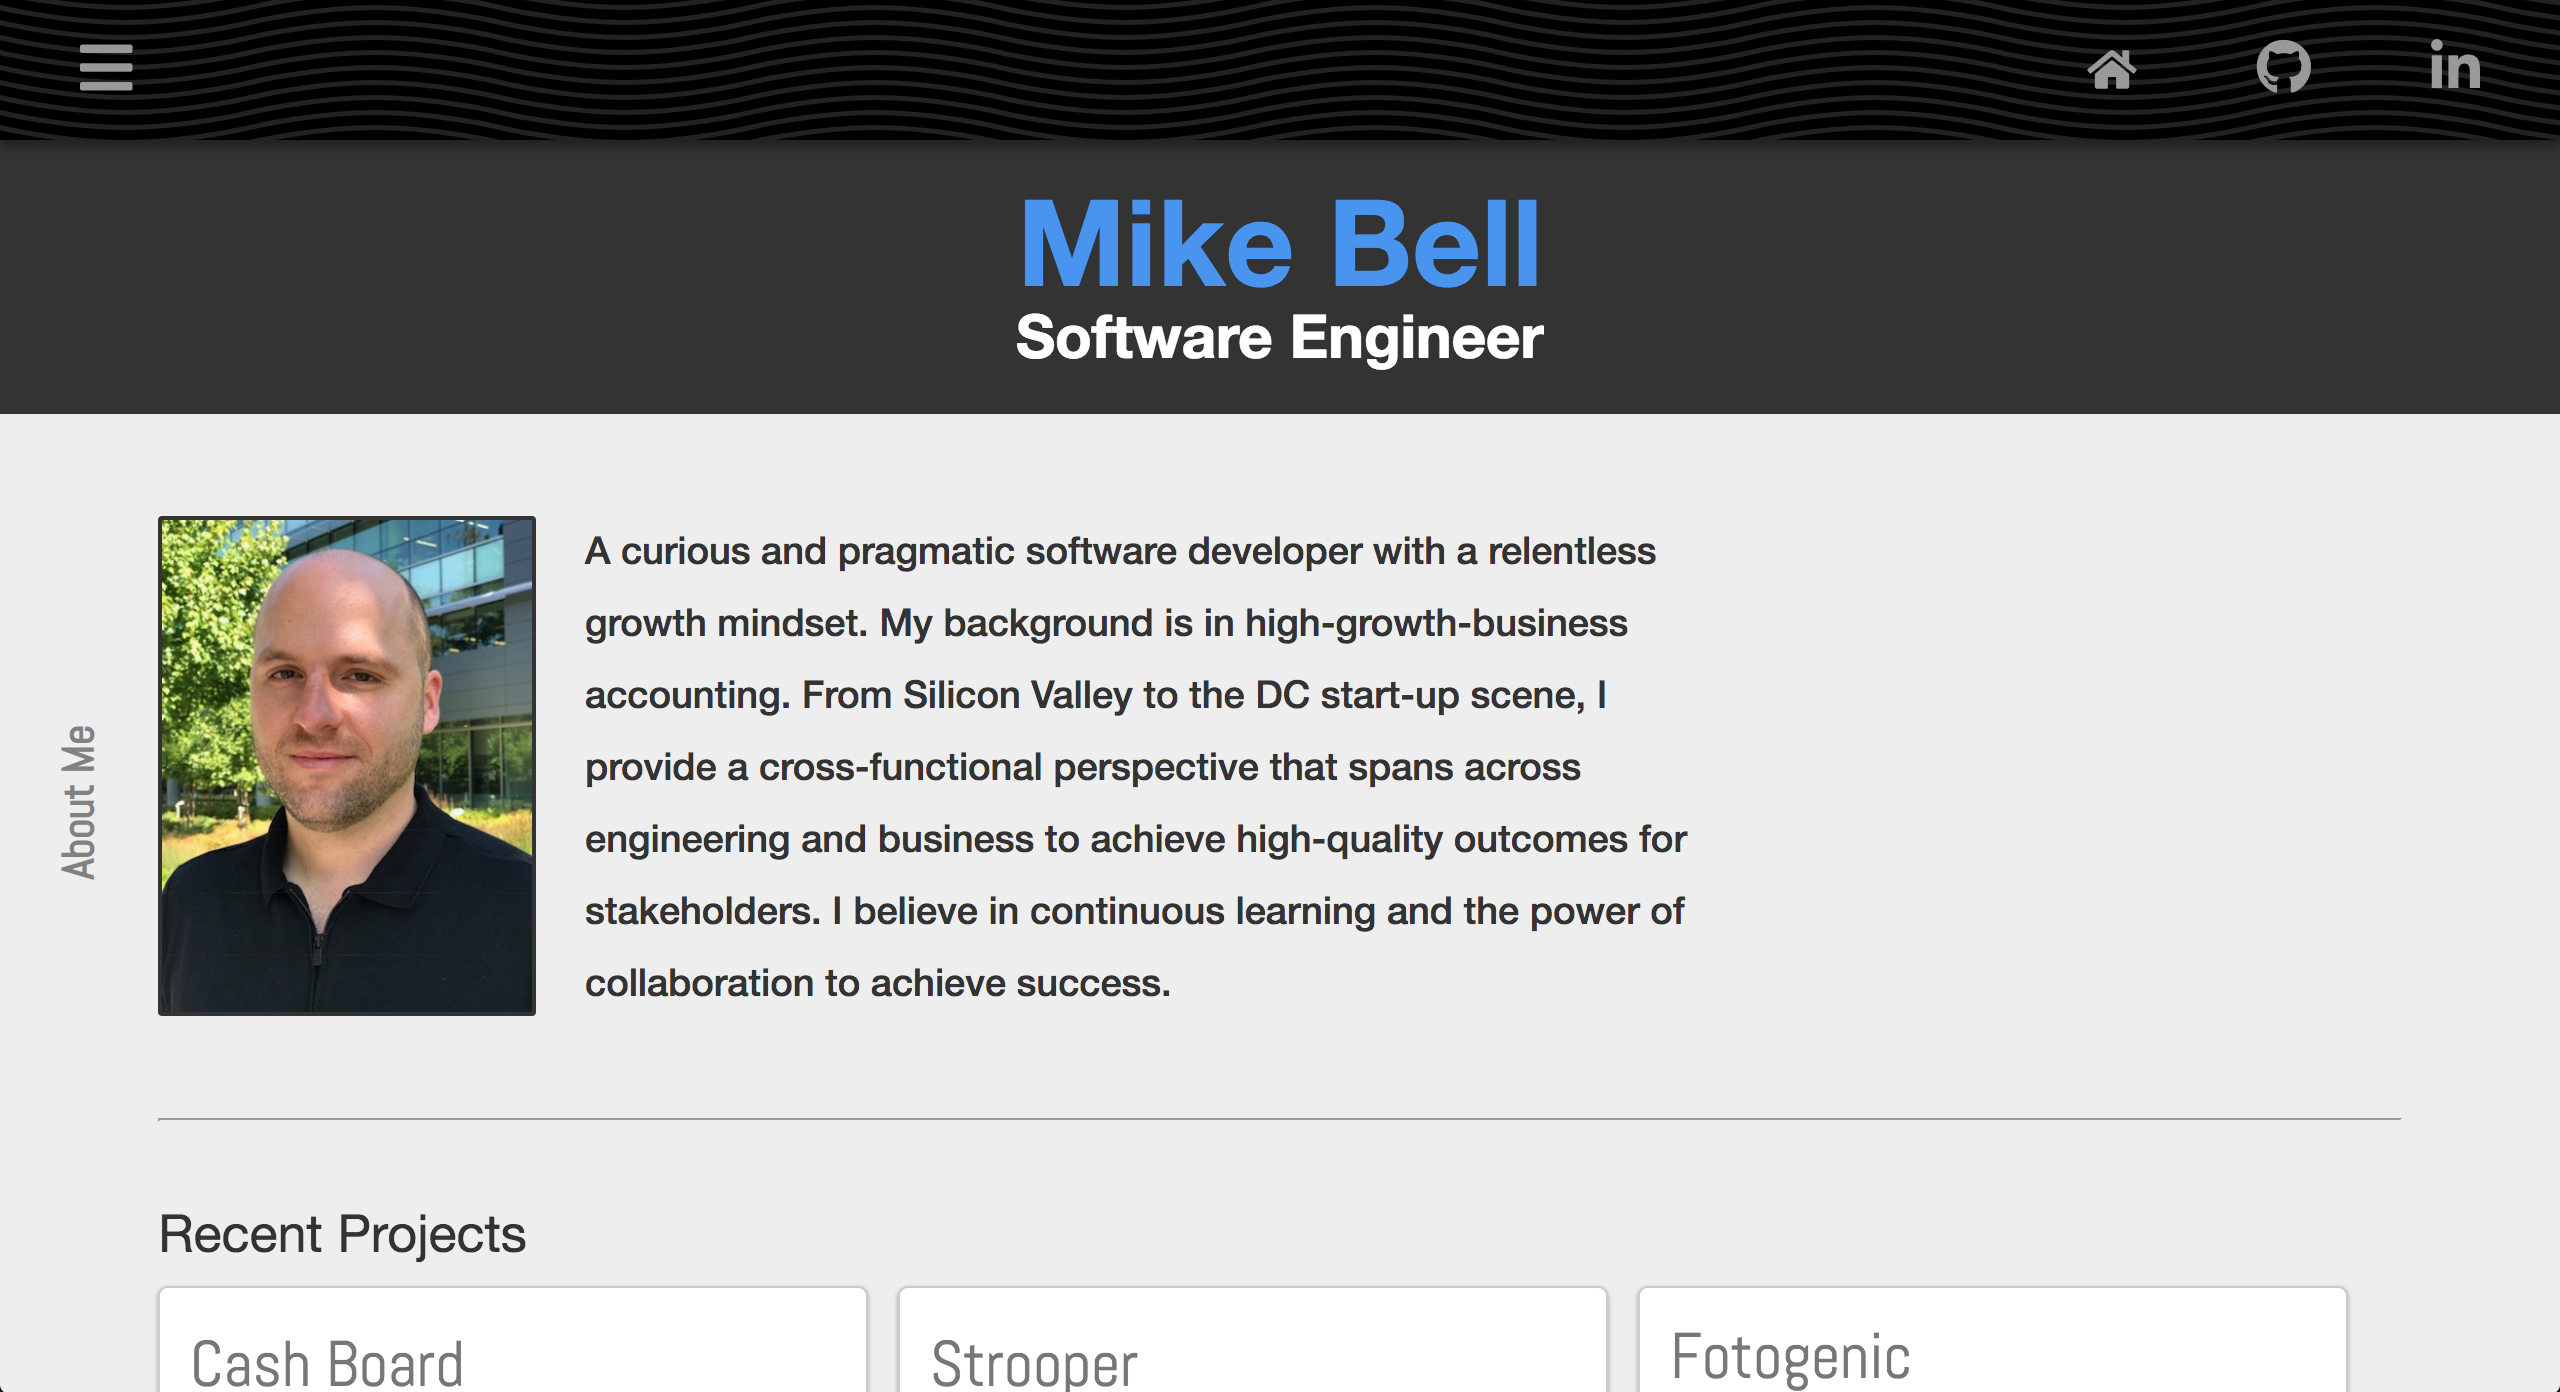 in
Mike Bell
Software Engineer
About Me
A curious and pragmatic software developer with a relentless
growth mindset. My background is in high-growth-business
accounting. From Silicon Valley to the DC start-up scene, I
provide a cross-functional perspective that spans across
engineering and business to achieve high-quality outcomes for
stakeholders. I believe in continuous learning and the power of
collaboration to achieve success.
Recent Projects
Cash Board
Strooper
Fotogenic